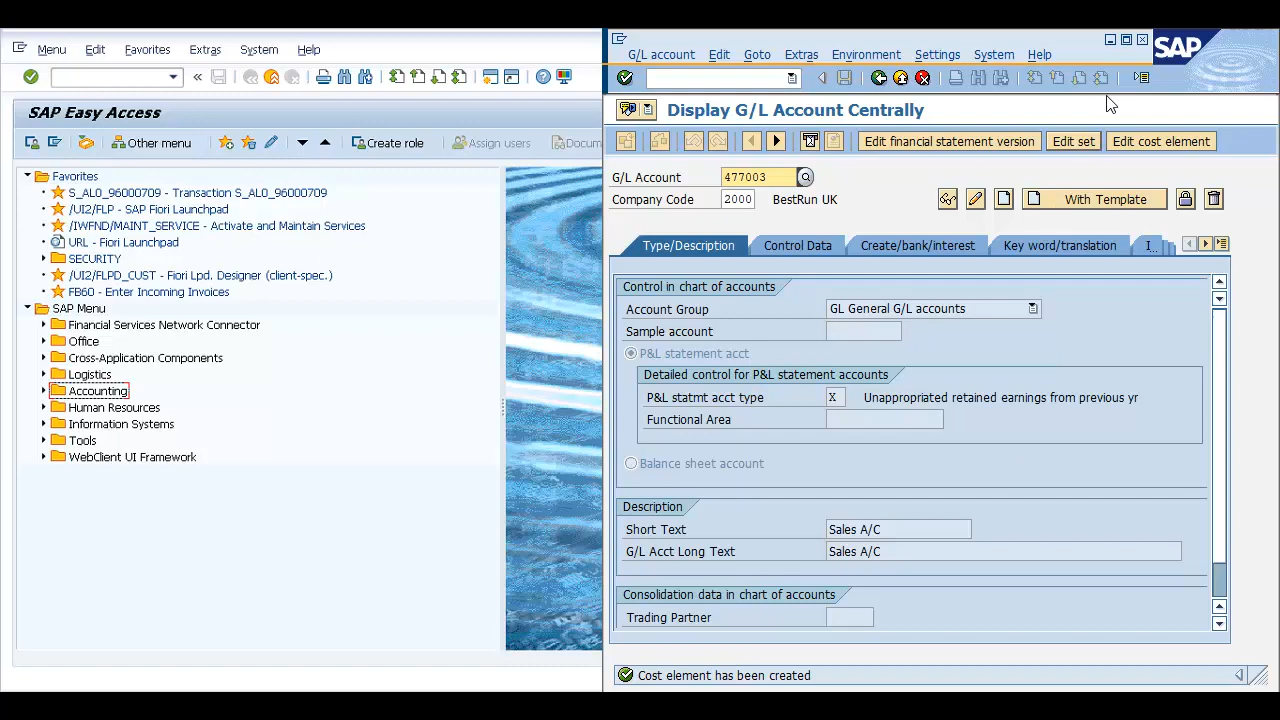 Menu Edit Favorites Extras System Help
SAP Easy Access
Other menu Create role Assign users Docum
Favorites
S_AL0_96000709 - Transaction S_AL0_96000709
/UI2/FLP - SAP Fiori Launchpad
/IWFND/MAINT_SERVICE - Activate and Maintain Services
URL - Fiori Launchpad
SECURITY
/UI2/FLPD_CUST - Fiori Lpd. Designer (client-spec.)
FB60 - Enter Incoming Invoices
SAP Menu
Financial Services Network Connector
Office
Cross-Application Components
Logistics
Accounting
Human Resources
Information Systems
Tools
WebClient UI Framework
G/L account Edit Goto Extras Environment Settings System Help
SAP
Display G/L Account Centrally
Edit financial statement version Edit set Edit cost element
G/L Account 477003
Company Code 2000 BestRun UK With Template
Type/Description Control Data Create/bank/interest Key word/translation I...
Control in chart of accounts
Account Group GL General G/L accounts
Sample account
P&L statement acct
Detailed control for P&L statement accounts
P&L statmt acct type X Unappropriated retained earnings from previous yr
Functional Area
Balance sheet account
Description
Short Text Sales A/C
G/L Acct Long Text Sales A/C
Consolidation data in chart of accounts
Trading Partner
Cost element has been created